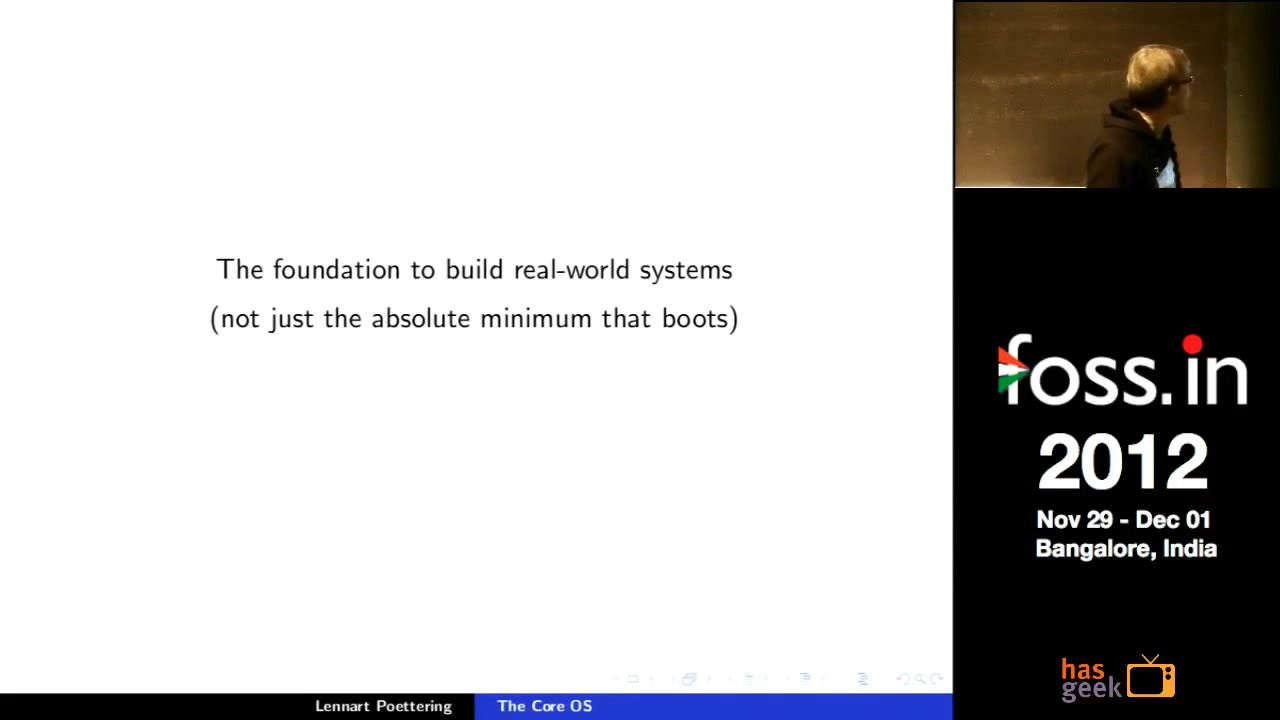 The foundation to build real-world systems
(not just the absolute minimum that boots)
Lennart Poettering
The Core OS
foss.in
2012
Nov 29 - Dec 01
Bangalore, India
has
geek